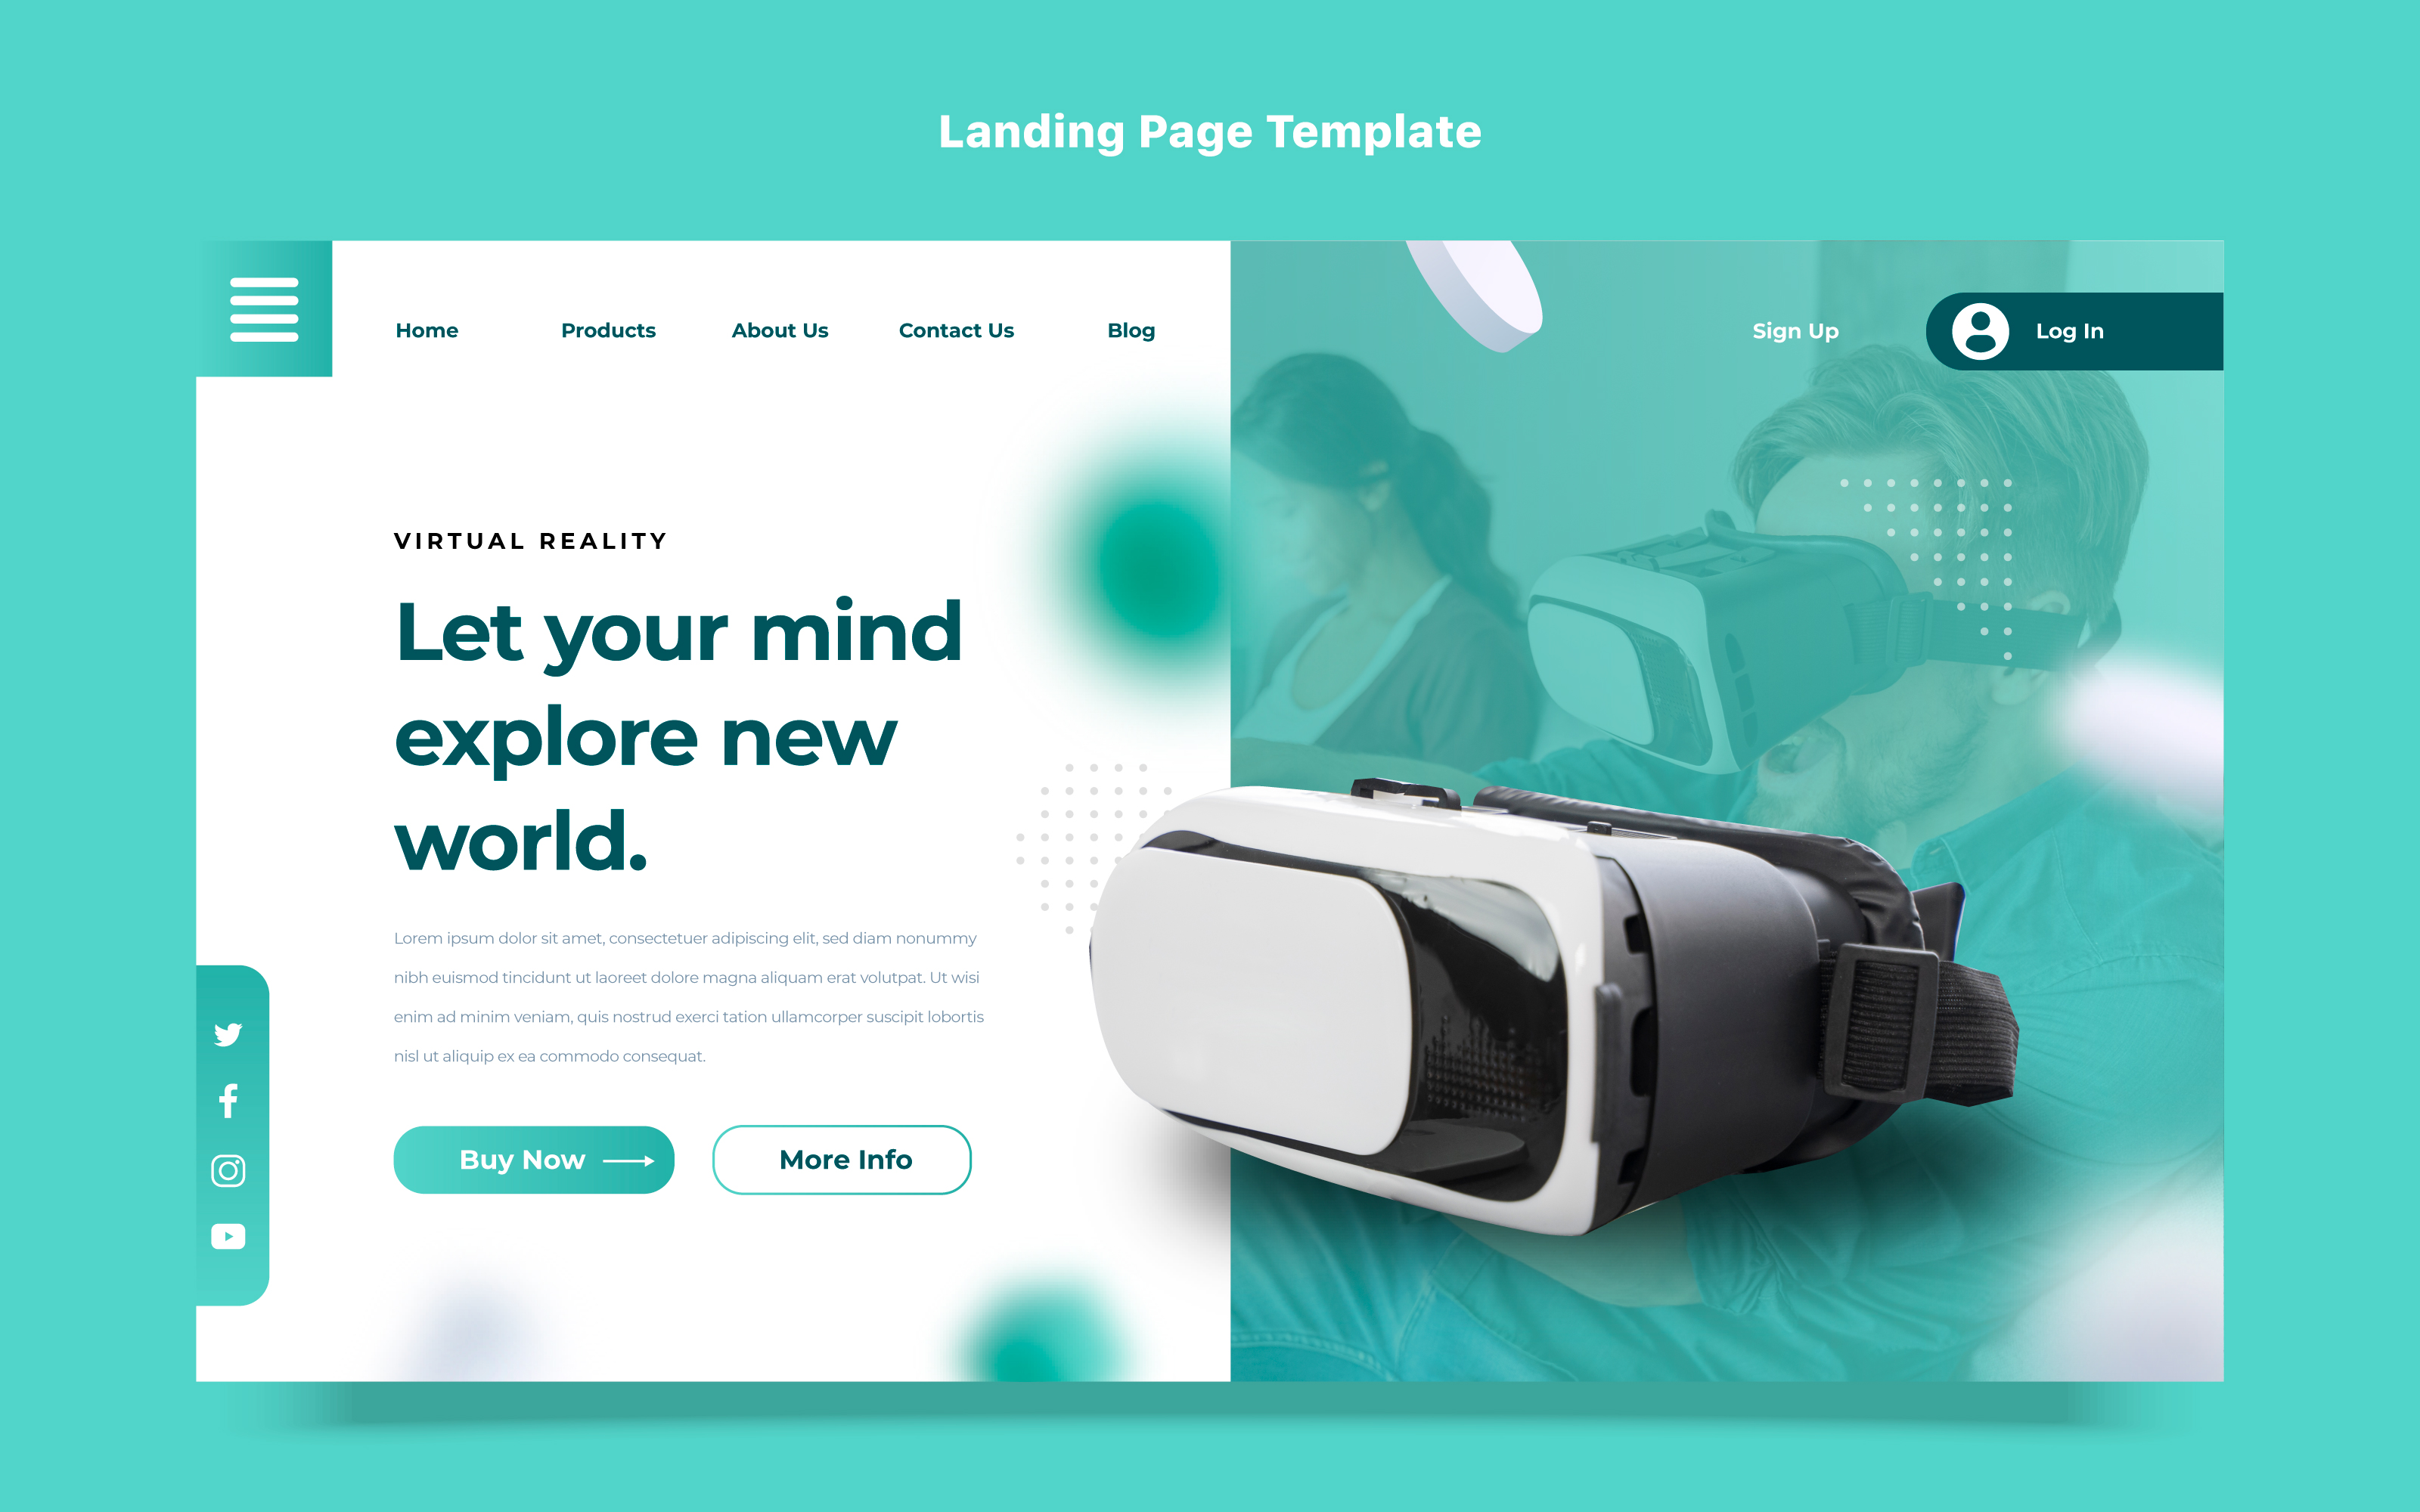 Landing Page Template
Home Products About Us Contact Us Blog Sign Up Log In
VIRTUAL REALITY
Let your mind
explore new
world.
Lorem ipsum dolor sit amet, consectetuer adipiscing elit, sed diam nonummy
nibh euismod tincidunt ut laoreet dolore magna aliquam erat volutpat. Ut wisi
enim ad minim veniam, quis nostrud exerci tation ullamcorper suscipit lobortis
nisl ut aliquip ex ea commodo consequat.
Buy Now More Info